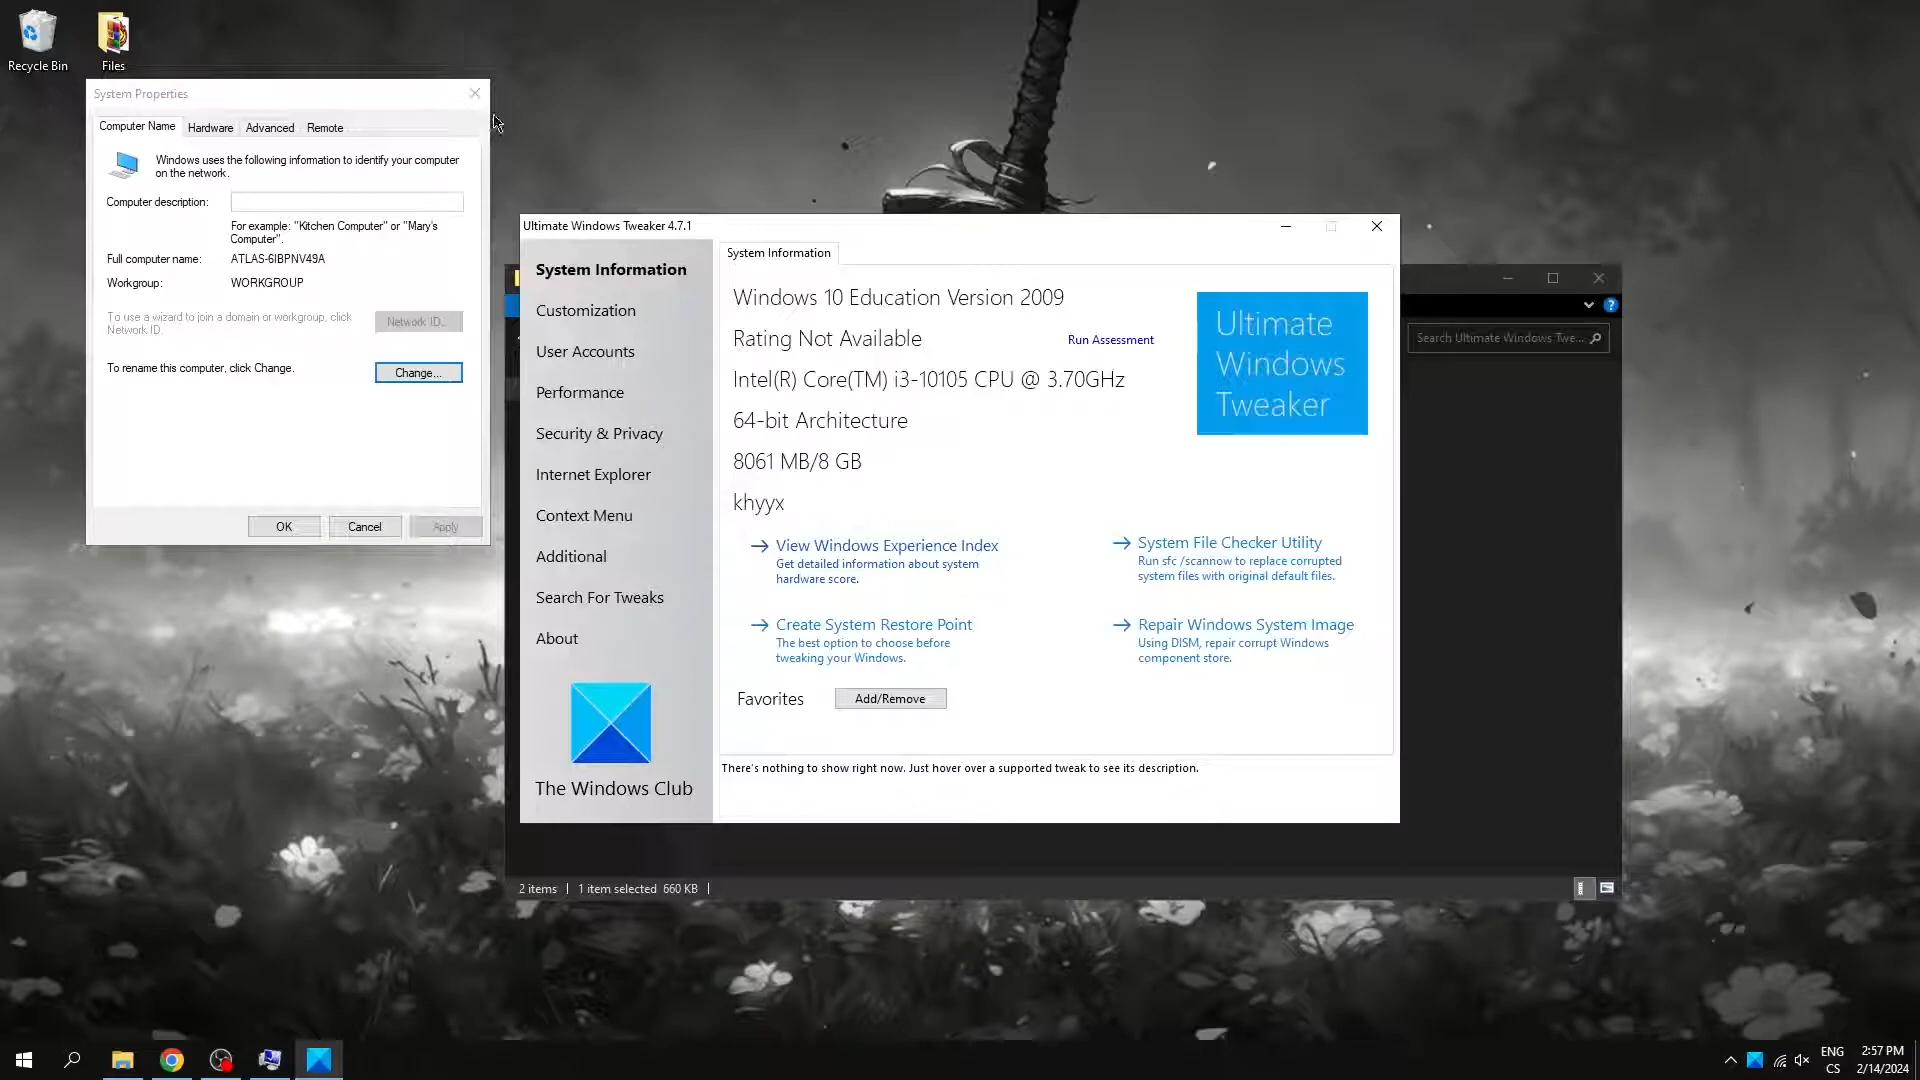 Recycle Bin
Files
System Properties
Computer Name
Hardware
Advanced
Remote
Windows uses the following information to identify your computer
on the network.
Computer description:
For example: "Kitchen Computer" or "Mary's
Computer".
Full computer name:
ATLAS-6IBPNV49A
Workgroup:
WORKGROUP
To use a wizard to join a domain or workgroup, click
Network ID.
Network ID...
To rename this computer, click Change.
Change...
OK
Cancel
Apply
Ultimate Windows Tweaker 4.7.1
System Information
Customization
User Accounts
Performance
Security & Privacy
Internet Explorer
Context Menu
Additional
Search For Tweaks
About
The Windows Club
System Information
Windows 10 Education Version 2009
Rating Not Available
Run Assessment
Intel(R) Core(TM) i3-10105 CPU @ 3.70GHz
64-bit Architecture
8061 MB/8 GB
khyyx
Ultimate
Windows
Tweaker
View Windows Experience Index
Get detailed information about system
hardware score.
System File Checker Utility
Run sfc /scannow to replace corrupted
system files with original default files.
Create System Restore Point
The best option to choose before
tweaking your Windows.
Repair Windows System Image
Using DISM, repair corrupt Windows
component store.
Favorites
Add/Remove
There's nothing to show right now. Just hover over a supported tweak to see its description.
Search Ultimate Windows Twe...
2 items
1 item selected 660 KB
ENG
CS
2:57 PM
2/14/2024